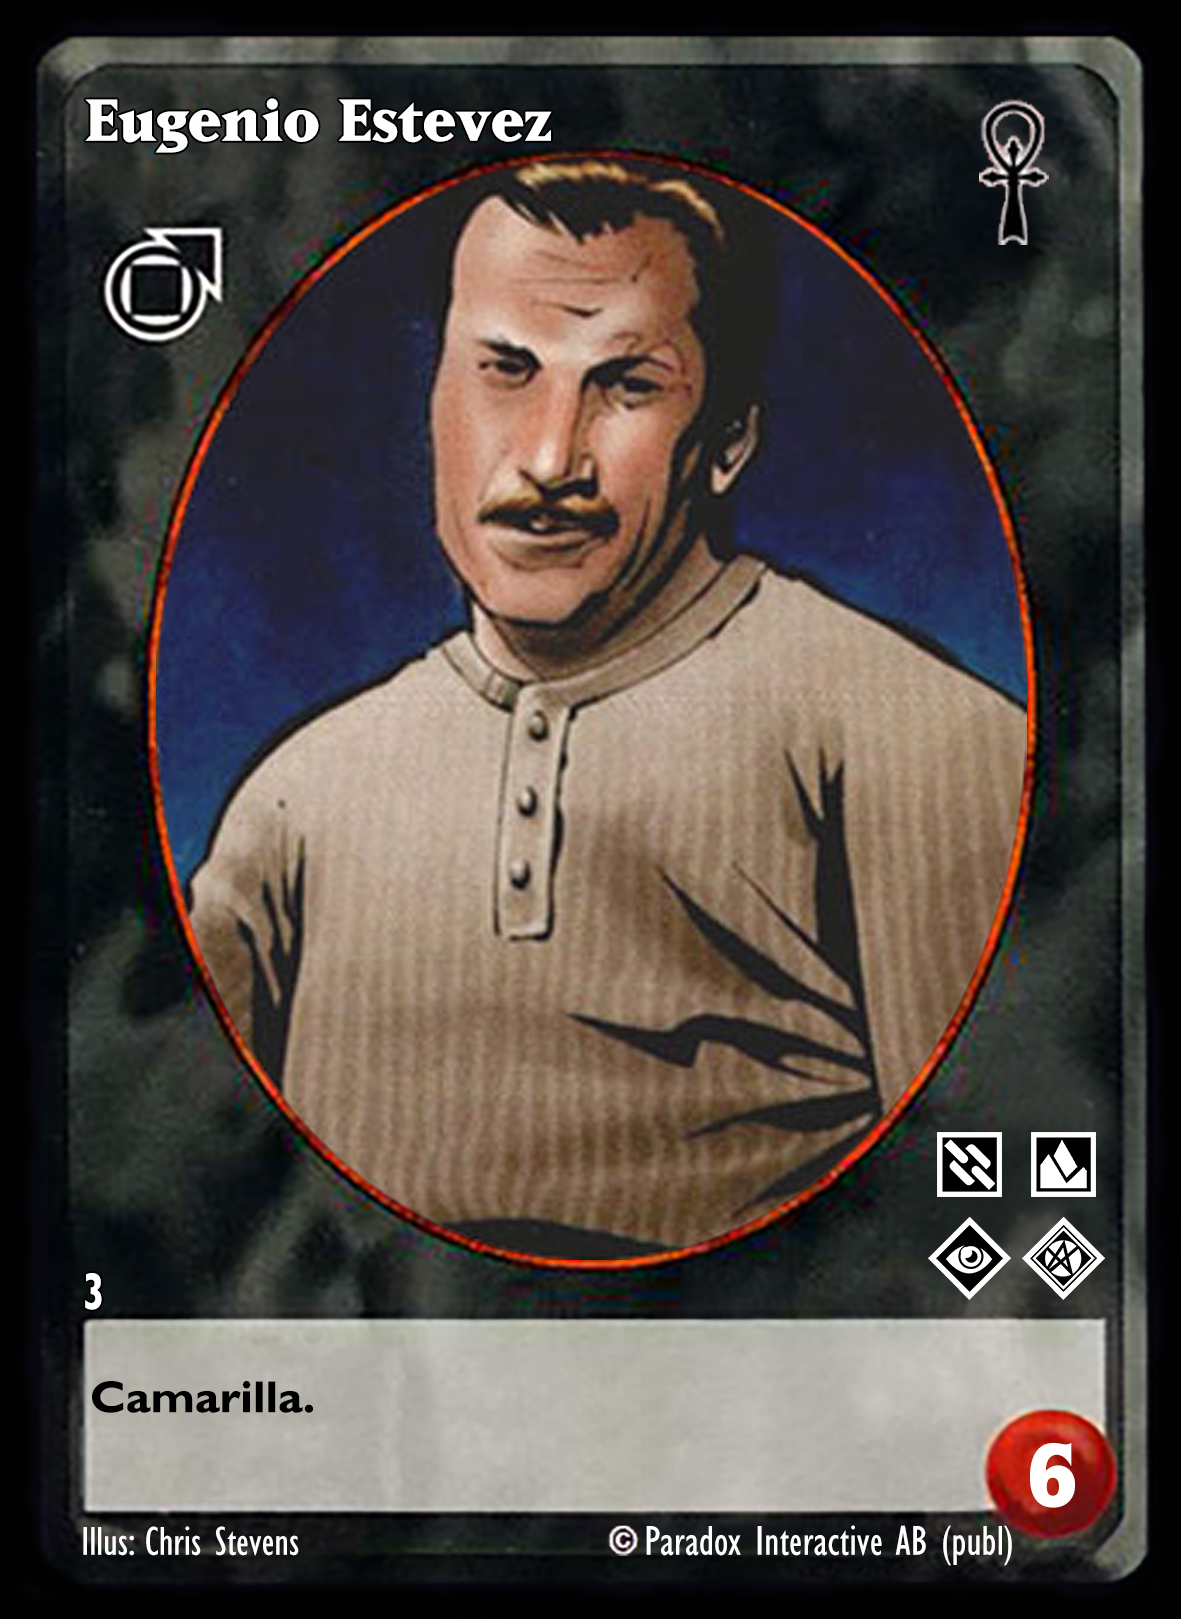 Eugenio Estevez
3
Camarilla.
6
Illus: Chris Stevens
© Paradox Interactive AB (publ)